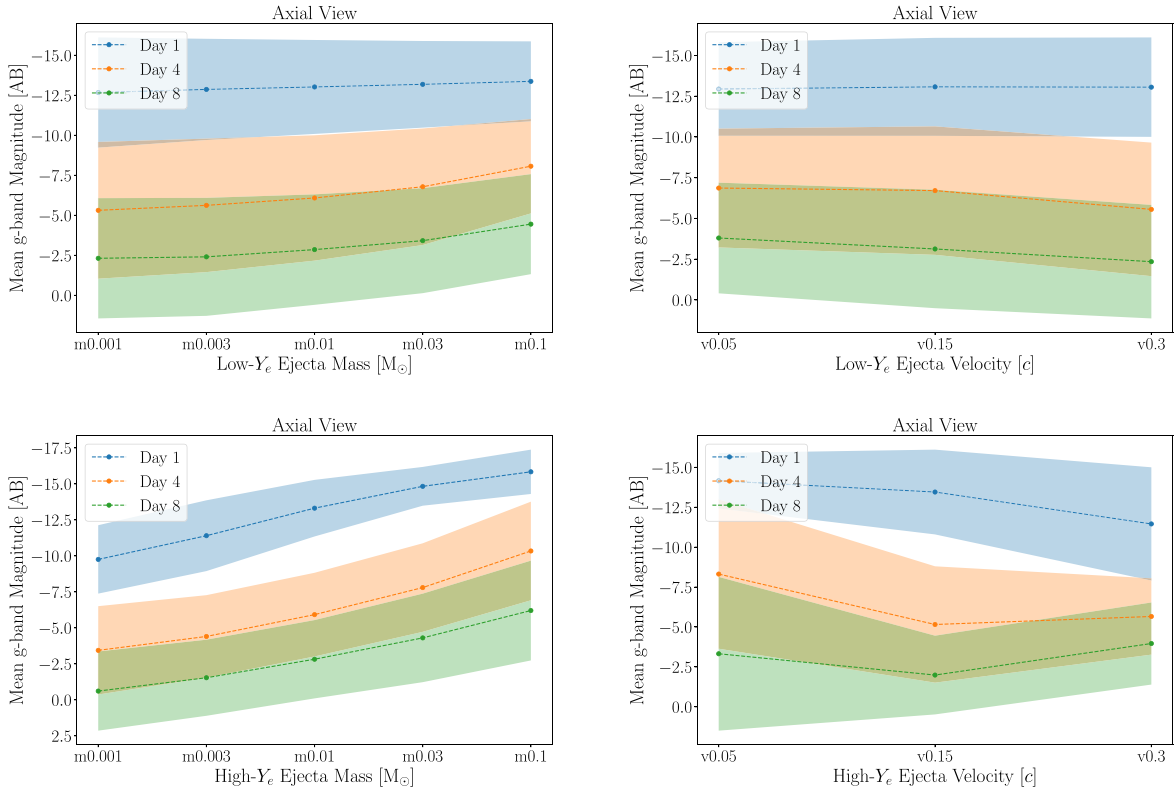 Axial View
Mean g-band Magnitude [AB]
−15.0
−12.5
−10.0
−7.5
−5.0
−2.5
0.0
Day 1
Day 4
Day 8
m0.001 m0.003 m0.01 m0.03 m0.1
Low-Yₑ Ejecta Mass [M⊙]
Axial View
Mean g-band Magnitude [AB]
−15.0
−12.5
−10.0
−7.5
−5.0
−2.5
0.0
Day 1
Day 4
Day 8
v0.05 v0.15 v0.3
Low-Yₑ Ejecta Velocity [c]
Axial View
Mean g-band Magnitude [AB]
−17.5
−15.0
−12.5
−10.0
−7.5
−5.0
−2.5
0.0
2.5
Day 1
Day 4
Day 8
m0.001 m0.003 m0.01 m0.03 m0.1
High-Yₑ Ejecta Mass [M⊙]
Axial View
Mean g-band Magnitude [AB]
−15.0
−12.5
−10.0
−7.5
−5.0
−2.5
0.0
Day 1
Day 4
Day 8
v0.05 v0.15 v0.3
High-Yₑ Ejecta Velocity [c]